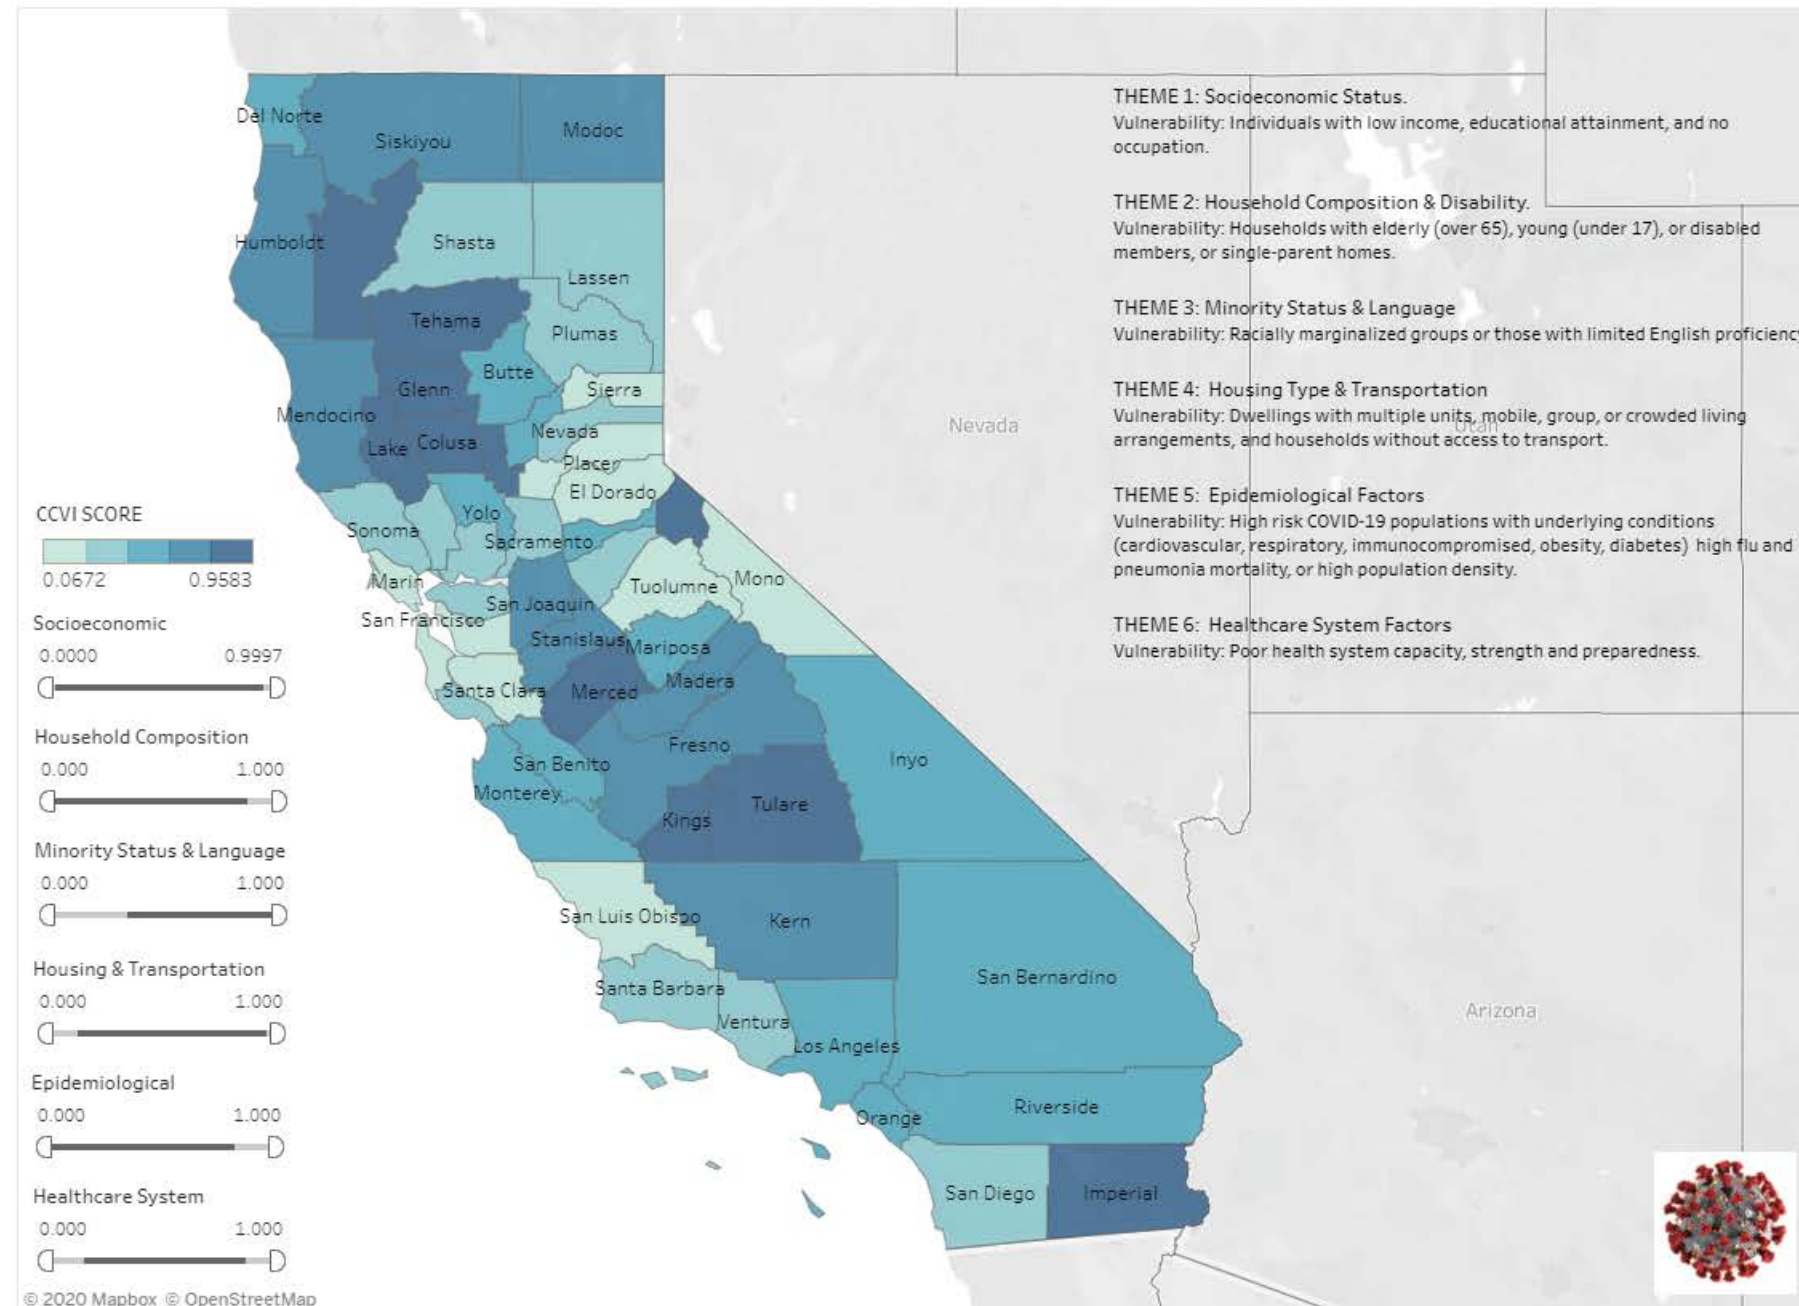 Del Norte
Siskiyou
Modoc
Humboldt
Shasta
Lassen
Tehama
Plumas
Butte
Glenn
Sierra
Mendocino
Nevada
Lake
Colusa
Placer
El Dorado
Yolo
Sonoma
Sacramento
Marin
Tuolumne
Mono
San Joaquin
San Francisco
Stanislaus
Mariposa
Santa Clara
Merced
Madera
Fresno
San Benito
Inyo
Monterey
Tulare
Kings
San Luis Obispo
Kern
San Bernardino
Santa Barbara
Ventura
Los Angeles
Riverside
Orange
San Diego
Imperial
Nevada
Utah
Arizona
CCVI SCORE
0.0672 0.9583
Socioeconomic
0.0000 0.9997
Household Composition
0.000 1.000
Minority Status & Language
0.000 1.000
Housing & Transportation
0.000 1.000
Epidemiological
0.000 1.000
Healthcare System
0.000 1.000
© 2020 Mapbox © OpenStreetMap
THEME 1: Socioeconomic Status.
Vulnerability: Individuals with low income, educational attainment, and no
occupation.
THEME 2: Household Composition & Disability.
Vulnerability: Households with elderly (over 65), young (under 17), or disabled
members, or single-parent homes.
THEME 3: Minority Status & Language
Vulnerability: Racially marginalized groups or those with limited English proficiency
THEME 4: Housing Type & Transportation
Vulnerability: Dwellings with multiple units, mobile, group, or crowded living
arrangements, and households without access to transport.
THEME 5: Epidemiological Factors
Vulnerability: High risk COVID-19 populations with underlying conditions
(cardiovascular, respiratory, immunocompromised, obesity, diabetes) high flu and
pneumonia mortality, or high population density.
THEME 6: Healthcare System Factors
Vulnerability: Poor health system capacity, strength and preparedness.